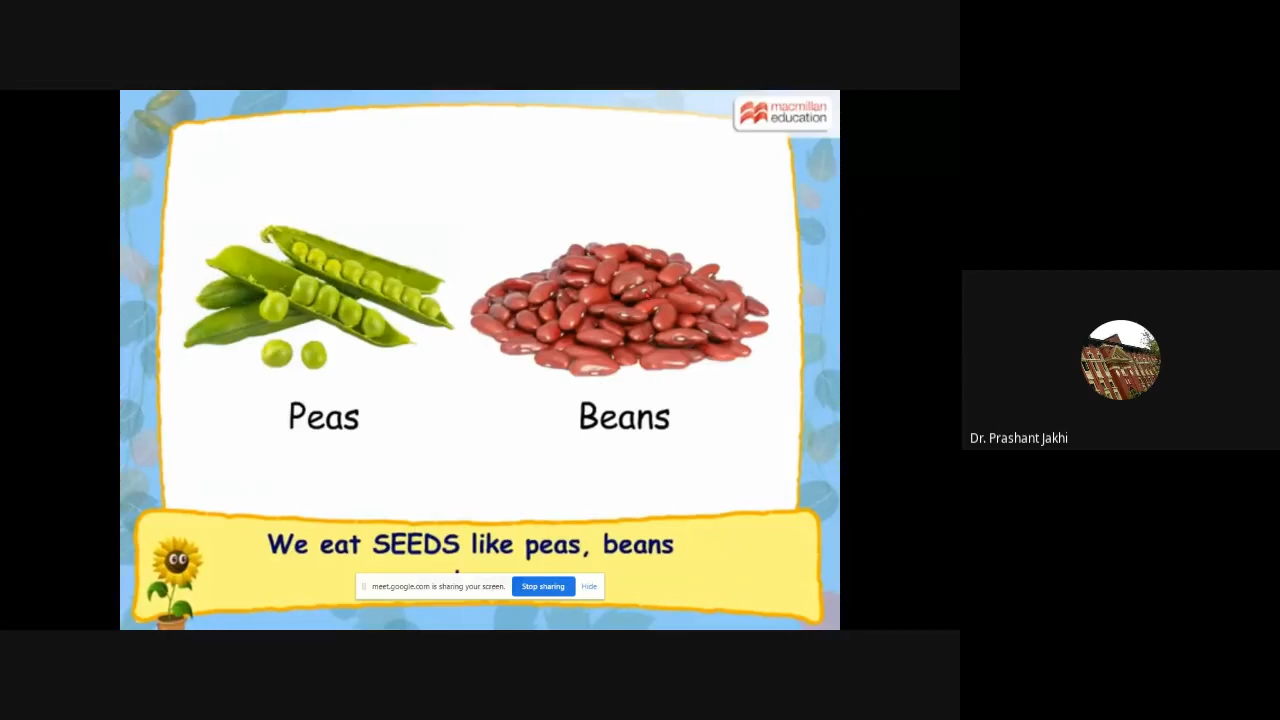 macmillan
education
Peas
Beans
We eat SEEDS like peas, beans
meet.google.com is sharing your screen.
Stop sharing
Hide
Dr. Prashant Jakhi